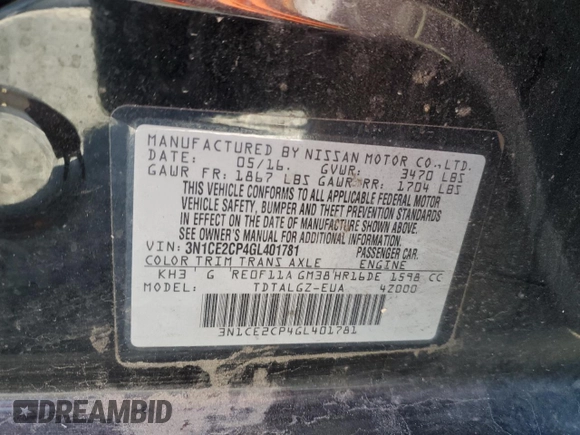 MANUFACTURED BY NISSAN MOTOR CO., LTD.
DATE: 05/16. GVWR: 3470 LBS
GAWR FR: 1867 LBS GAWR RR: 1704 LBS
THIS VEHICLE CONFORMS TO ALL APPLICABLE FEDERAL MOTOR
VEHICLE SAFETY, BUMPER AND THEFT PREVENTION STANDARDS
IN EFFECT ON THE DATE OF MANUFACTURE SHOWN ABOVE.
SEE OWNER'S MANUAL FOR ADDITIONAL INFORMATION.
VIN: 3N1CE2CP4GL401781 PASSENGER CAR.
COLOR TRIM TRANS AXLE ENGINE
KH3 G RE0F11A GM38 HR16DE 1598 CC
MODEL: TDTALGZ-EUA 4Z000
3N1CE2CP4GL401781
DREAMBID